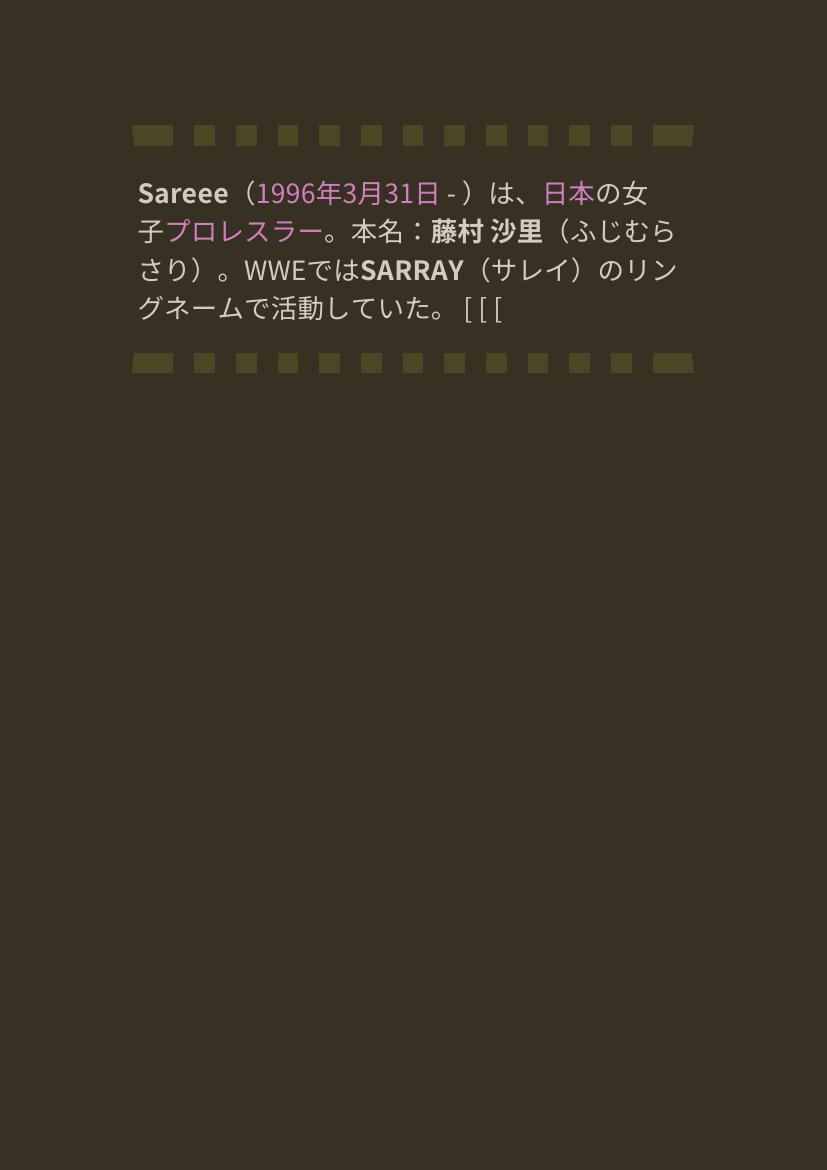 Sareee（1996年3月31日 - ）は、日本の女
子プロレスラー。本名：藤村 沙里（ふじむら
さり）。WWEではSARRAY（サレイ）のリン
グネームで活動していた。 [ [ [